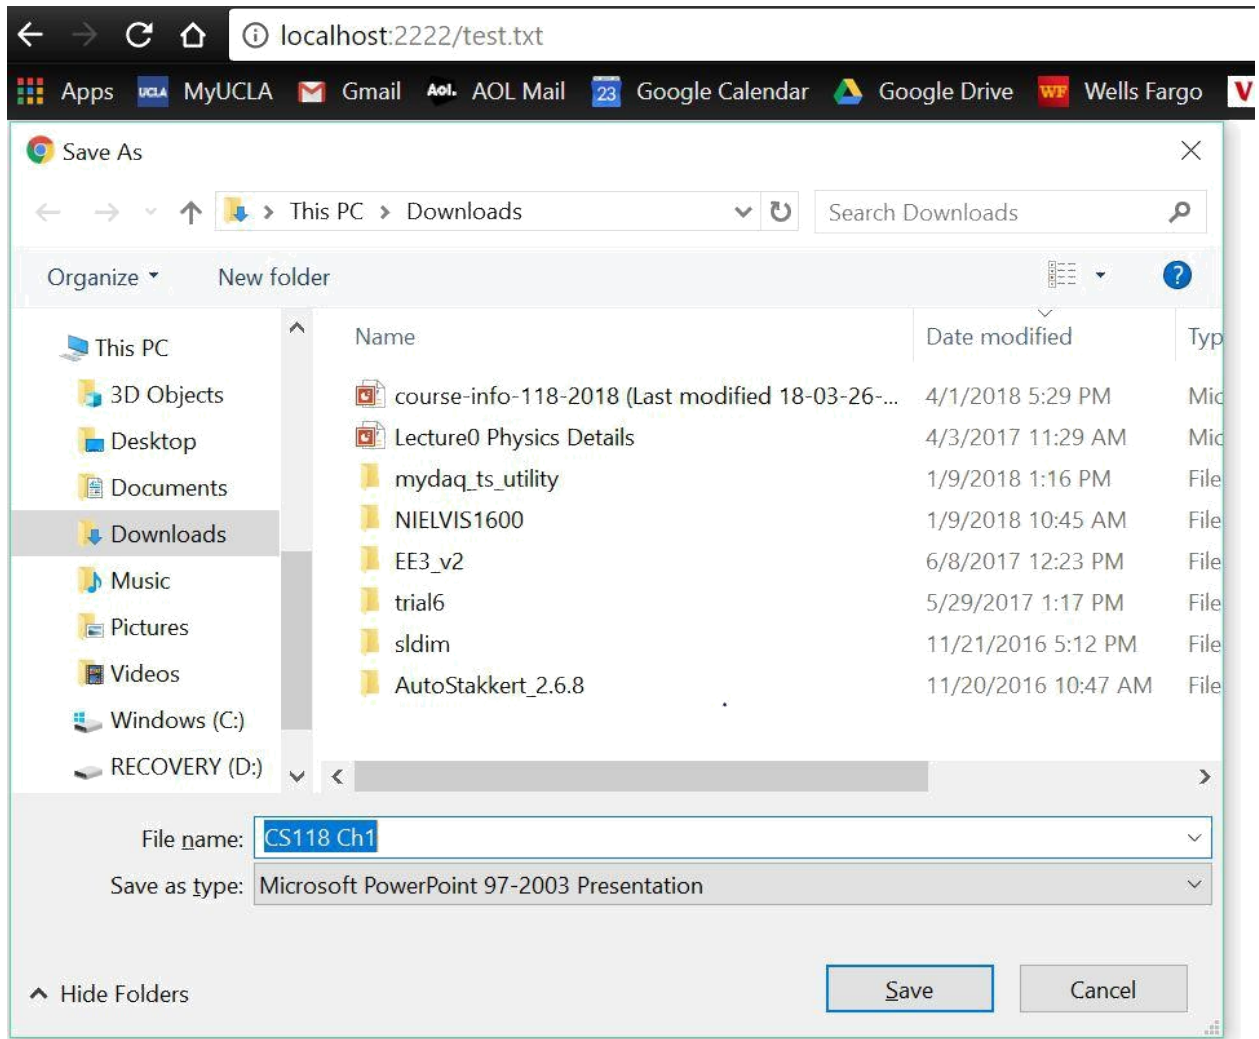 localhost:2222/test.txt
Apps UCLA MyUCLA Gmail Aol. AOL Mail 23 Google Calendar Google Drive WF Wells Fargo V
Save As
This PC > Downloads Search Downloads
Organize New folder ?
This PC
3D Objects
Desktop
Documents
Downloads
Music
Pictures
Videos
Windows (C:)
RECOVERY (D:)
Name Date modified Typ
course-info-118-2018 (Last modified 18-03-26-... 4/1/2018 5:29 PM Mic
Lecture0 Physics Details 4/3/2017 11:29 AM Mic
mydaq_ts_utility 1/9/2018 1:16 PM File
NIELVIS1600 1/9/2018 10:45 AM File
EE3_v2 6/8/2017 12:23 PM File
trial6 5/29/2017 1:17 PM File
sldim 11/21/2016 5:12 PM File
AutoStakkert_2.6.8 11/20/2016 10:47 AM File
File name: CS118 Ch1
Save as type: Microsoft PowerPoint 97-2003 Presentation
Hide Folders Save Cancel